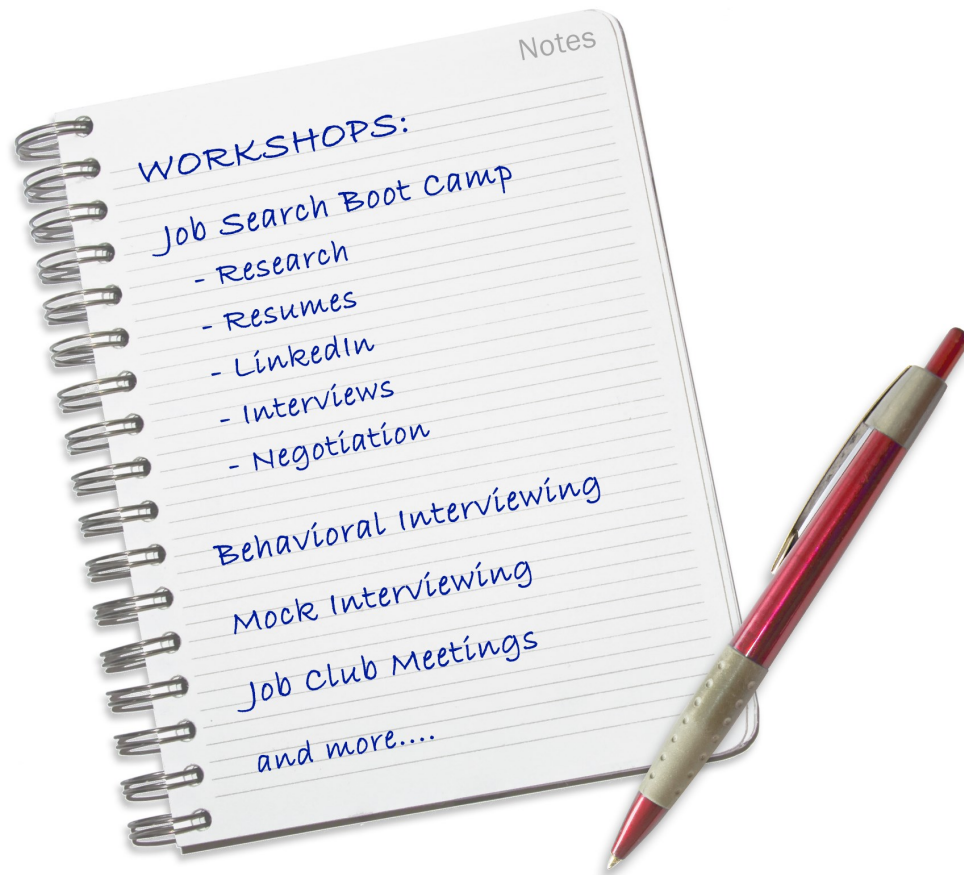 Notes
WORKSHOPS:
Job Search Boot Camp
- Research
- Resumes
- LinkedIn
- Interviews
- Negotiation
Behavioral Interviewing
Mock Interviewing
Job Club Meetings
and more....